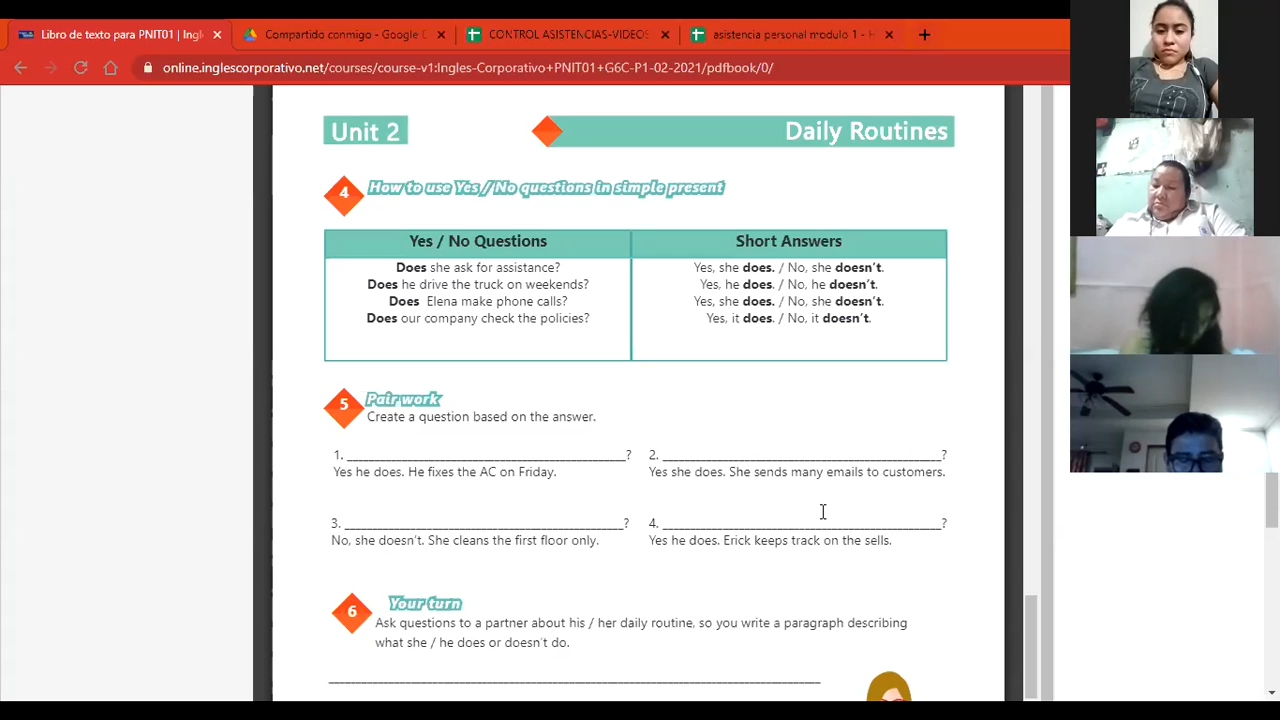 Libro de texto para PNIT01 | Ingl
Compartido conmigo - Google D
CONTROL ASISTENCIAS-VIDEOS
asistencia personal modulo 1 - H
online.inglescorporativo.net/courses/course-v1:Ingles-Corporativo+PNIT01+G6C-P1-02-2021/pdfbook/0/
Unit 2
Daily Routines
4 How to use Yes / No questions in simple present
Yes / No Questions Short Answers
Does she ask for assistance? Yes, she does. / No, she doesn't.
Does he drive the truck on weekends? Yes, he does. / No, he doesn't.
Does Elena make phone calls? Yes, she does. / No, she doesn't.
Does our company check the policies? Yes, it does. / No, it doesn't.
5 Pair work
Create a question based on the answer.
1. ________________________________________? 2. ________________________________________?
Yes he does. He fixes the AC on Friday. Yes she does. She sends many emails to customers.
3. ________________________________________? 4. ________________________________________?
No, she doesn't. She cleans the first floor only. Yes he does. Erick keeps track on the sells.
6 Your turn
Ask questions to a partner about his / her daily routine, so you write a paragraph describing
what she / he does or doesn't do.